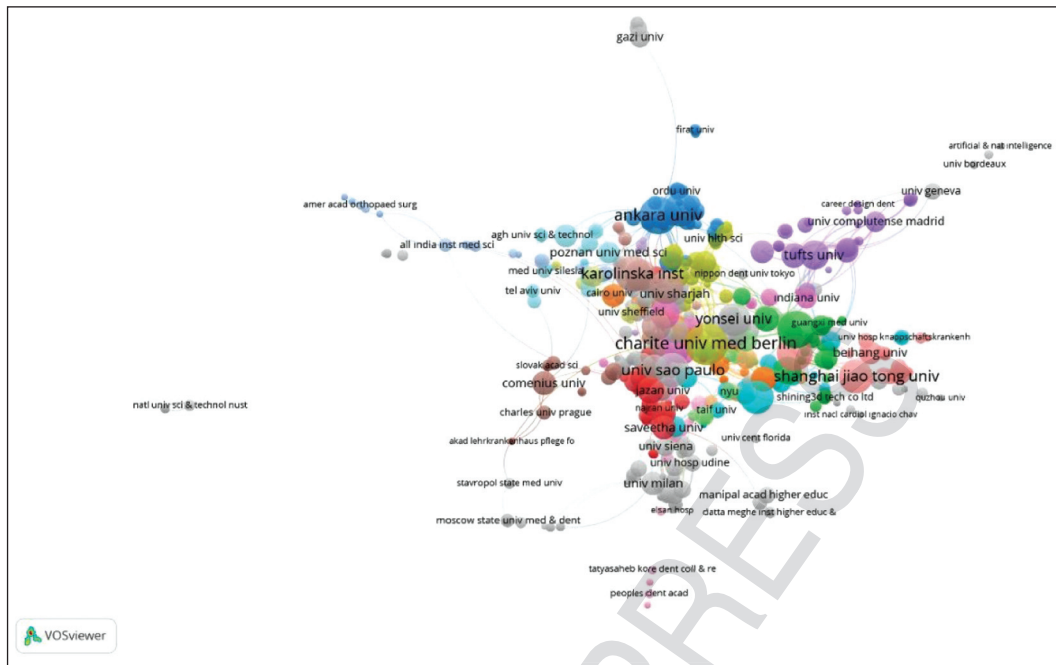 gazi univ
firat univ
artificial & nat intelligence
univ bordeaux
ordu univ
univ geneva
amer acad orthopaed surg
career design dent
ankara univ
univ complutense madrid
agh univ sci & technol
univ hlth sci
all india inst med sci
poznan univ med sci
tufts univ
med univ silesia
karolinska inst
nippon dent univ tokyo
tel aviv univ
cairo univ
univ sharjah
indiana univ
univ sheffield
yonsei univ
guangxi med univ
charite univ med berlin
univ hosp knappschaftskrankenh
beihang univ
slovak acad sci
univ sao paulo
shanghai jiao tong univ
comenius univ
jazan univ
nyu
shining3d tech co ltd
quzhou univ
natl univ sci & technol nust
charles univ prague
najran univ
taif univ
inst nacl cardiol ignacio chav
saveetha univ
akad lehrkrankenhaus pflege fo
univ cent florida
univ siena
univ hosp udine
stavropol state med univ
univ milan
manipal acad higher educ
elsan hosp
datta meghe inst higher educ &
moscow state univ med & dent
tatyasaheb kore dent coll & re
peoples dent acad
VOSviewer
PRESS